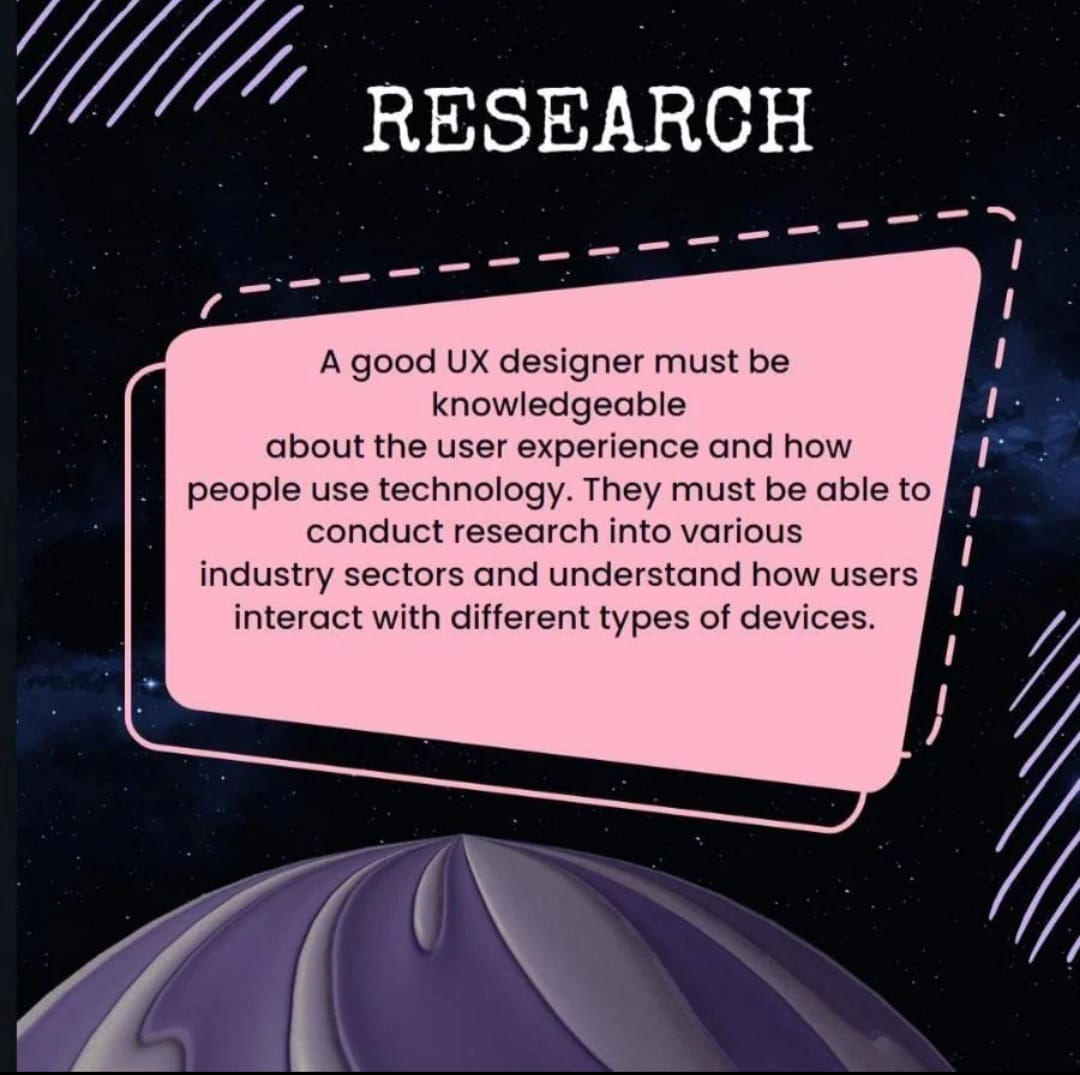 RESEARCH
A good UX designer must be
knowledgeable
about the user experience and how
people use technology. They must be able to
conduct research into various
industry sectors and understand how users
interact with different types of devices.